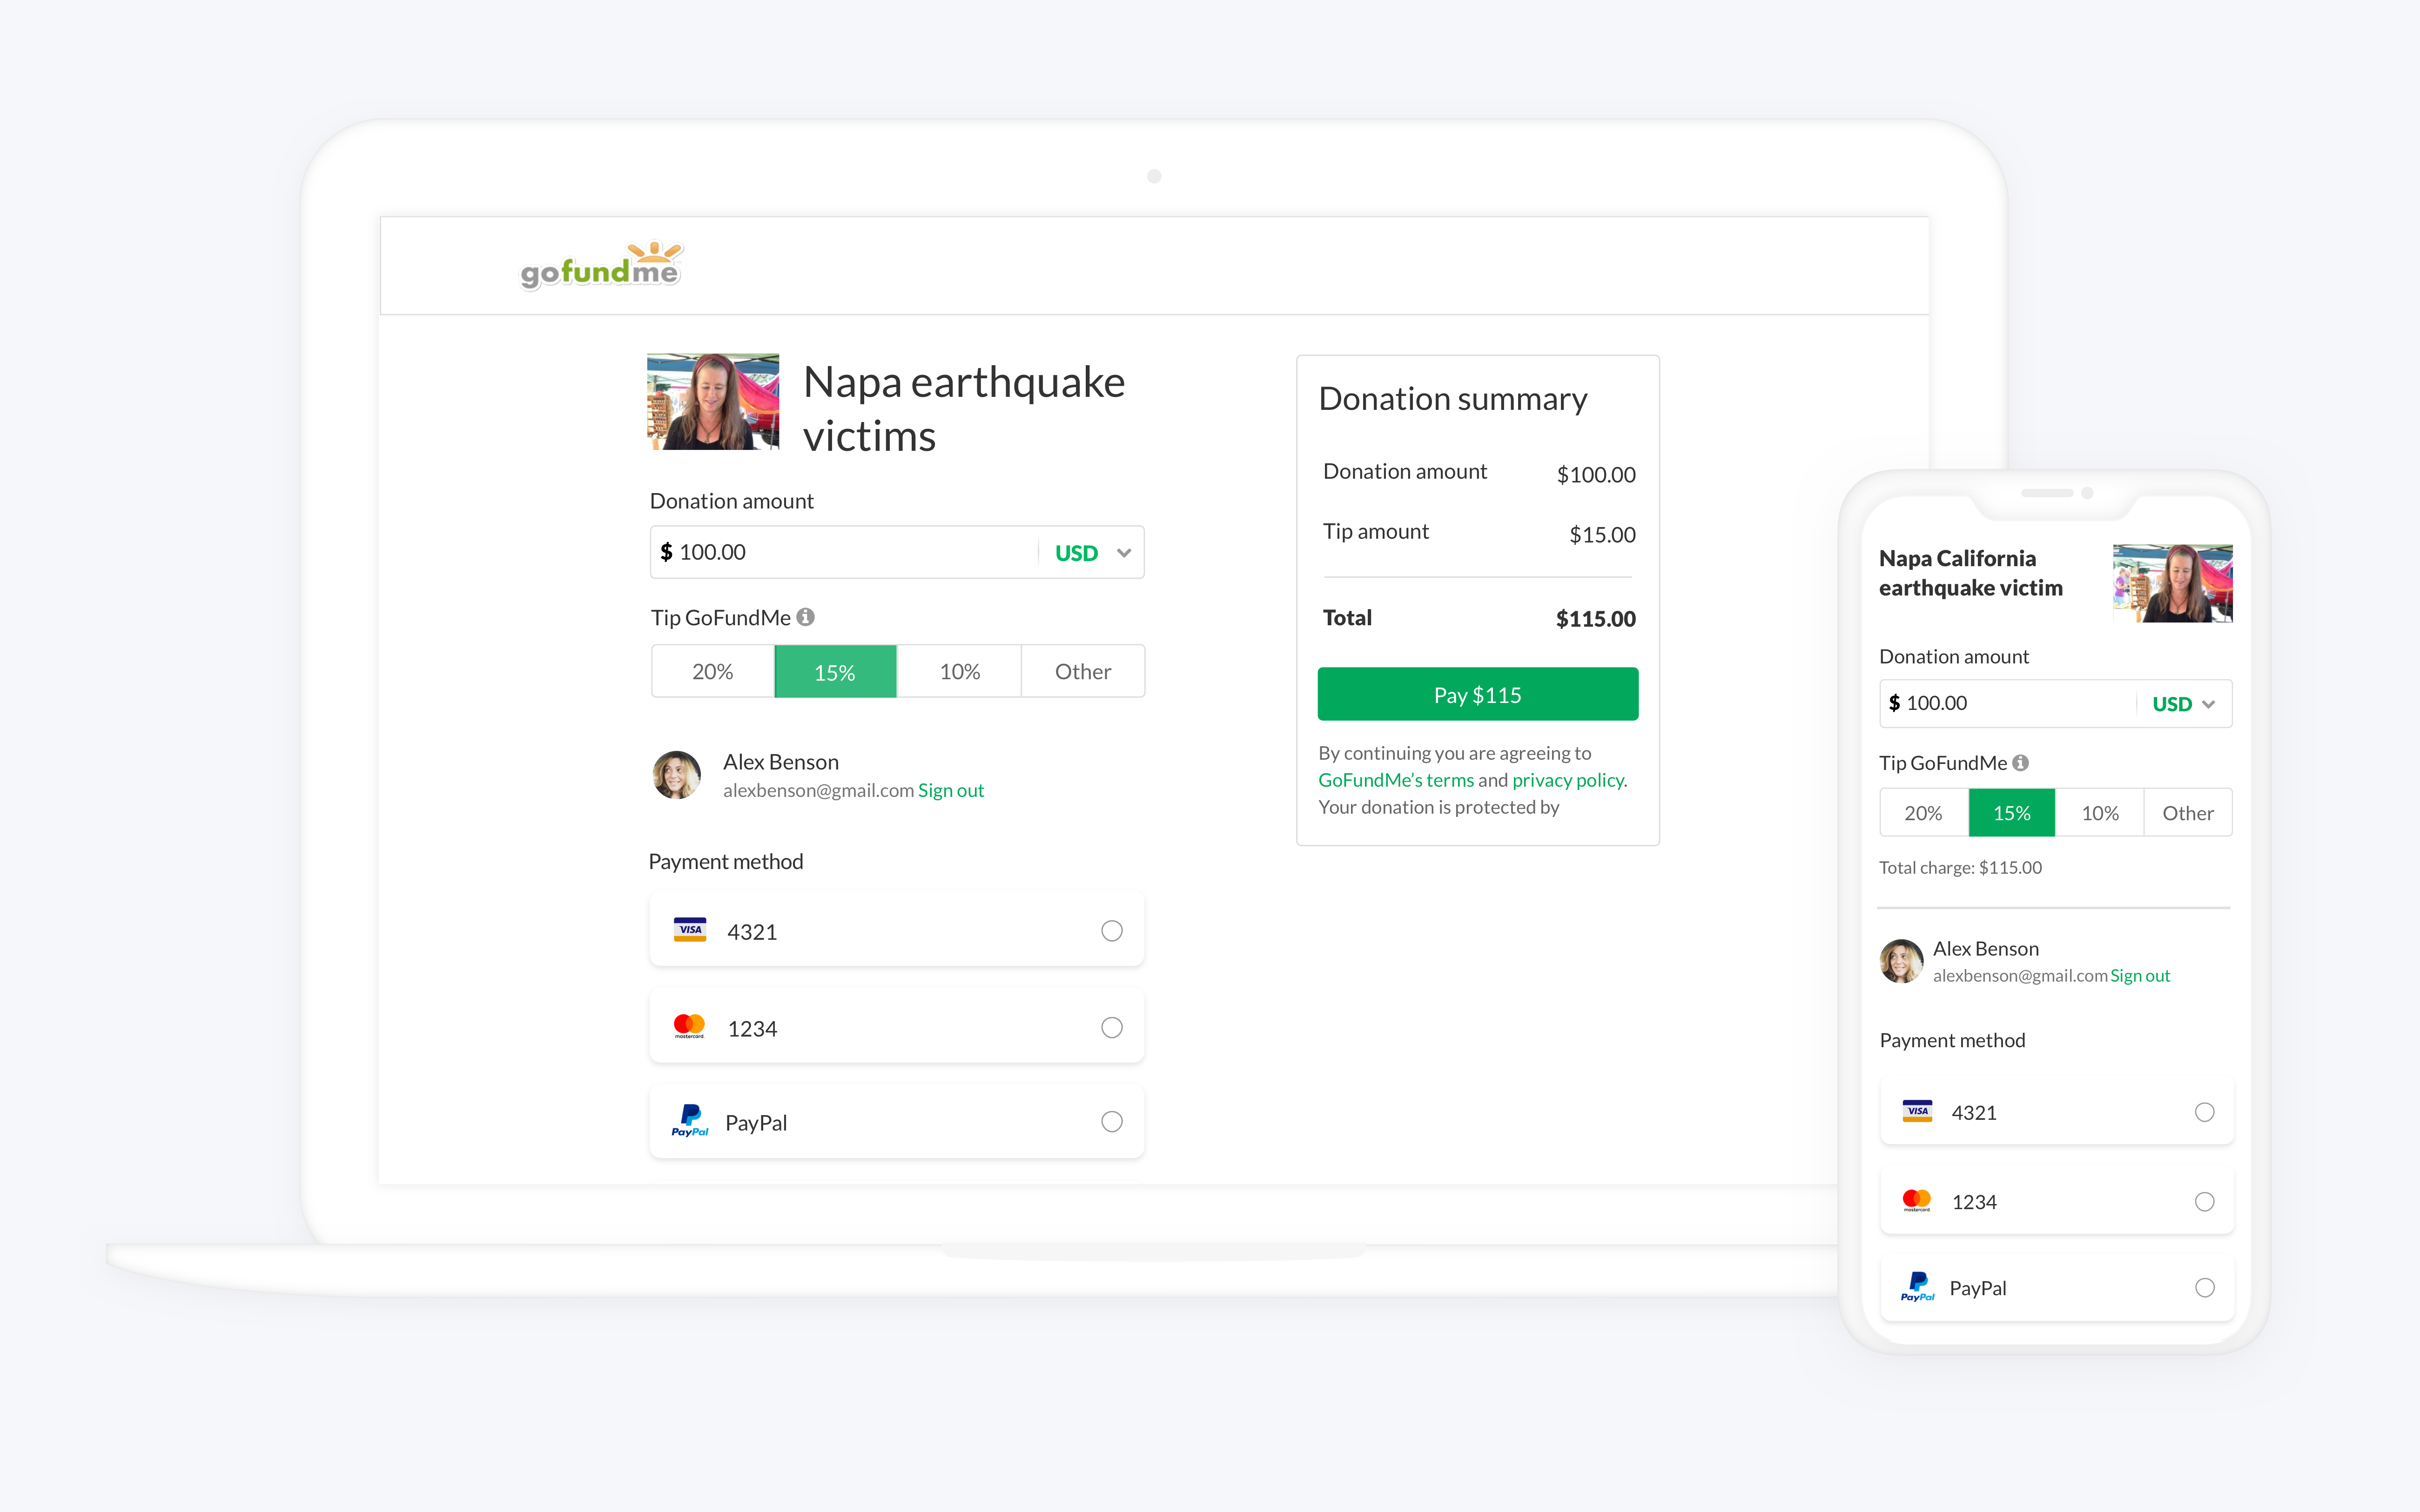 gofundme
Napa earthquake
victims
Donation amount
$ 100.00 USD
Tip GoFundMe
20% 15% 10% Other
Alex Benson
alexbenson@gmail.com Sign out
Payment method
VISA 4321
mastercard 1234
PayPal PayPal
Donation summary
Donation amount $100.00
Tip amount $15.00
Total $115.00
Pay $115
By continuing you are agreeing to
GoFundMe's terms and privacy policy.
Your donation is protected by
Napa California
earthquake victim
Donation amount
$ 100.00 USD
Tip GoFundMe
20% 15% 10% Other
Total charge: $115.00
Alex Benson
alexbenson@gmail.com Sign out
Payment method
VISA 4321
mastercard 1234
PayPal PayPal